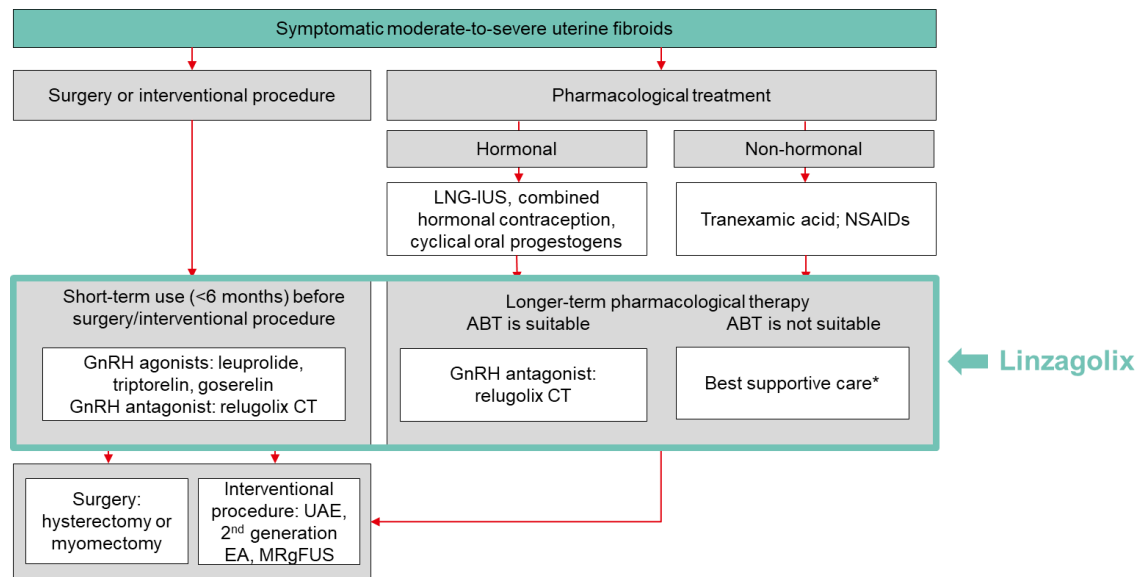 Symptomatic moderate-to-severe uterine fibroids
Surgery or interventional procedure
Pharmacological treatment
Hormonal
Non-hormonal
LNG-IUS, combined
hormonal contraception,
cyclical oral progestogens
Tranexamic acid; NSAIDs
Short-term use (<6 months) before
surgery/interventional procedure
Longer-term pharmacological therapy
ABT is suitable
ABT is not suitable
GnRH agonists: leuprolide,
triptorelin, goserelin
GnRH antagonist: relugolix CT
GnRH antagonist:
relugolix CT
Best supportive care*
Linzagolix
Surgery:
hysterectomy or
myomectomy
Interventional
procedure: UAE,
2nd generation
EA, MRgFUS